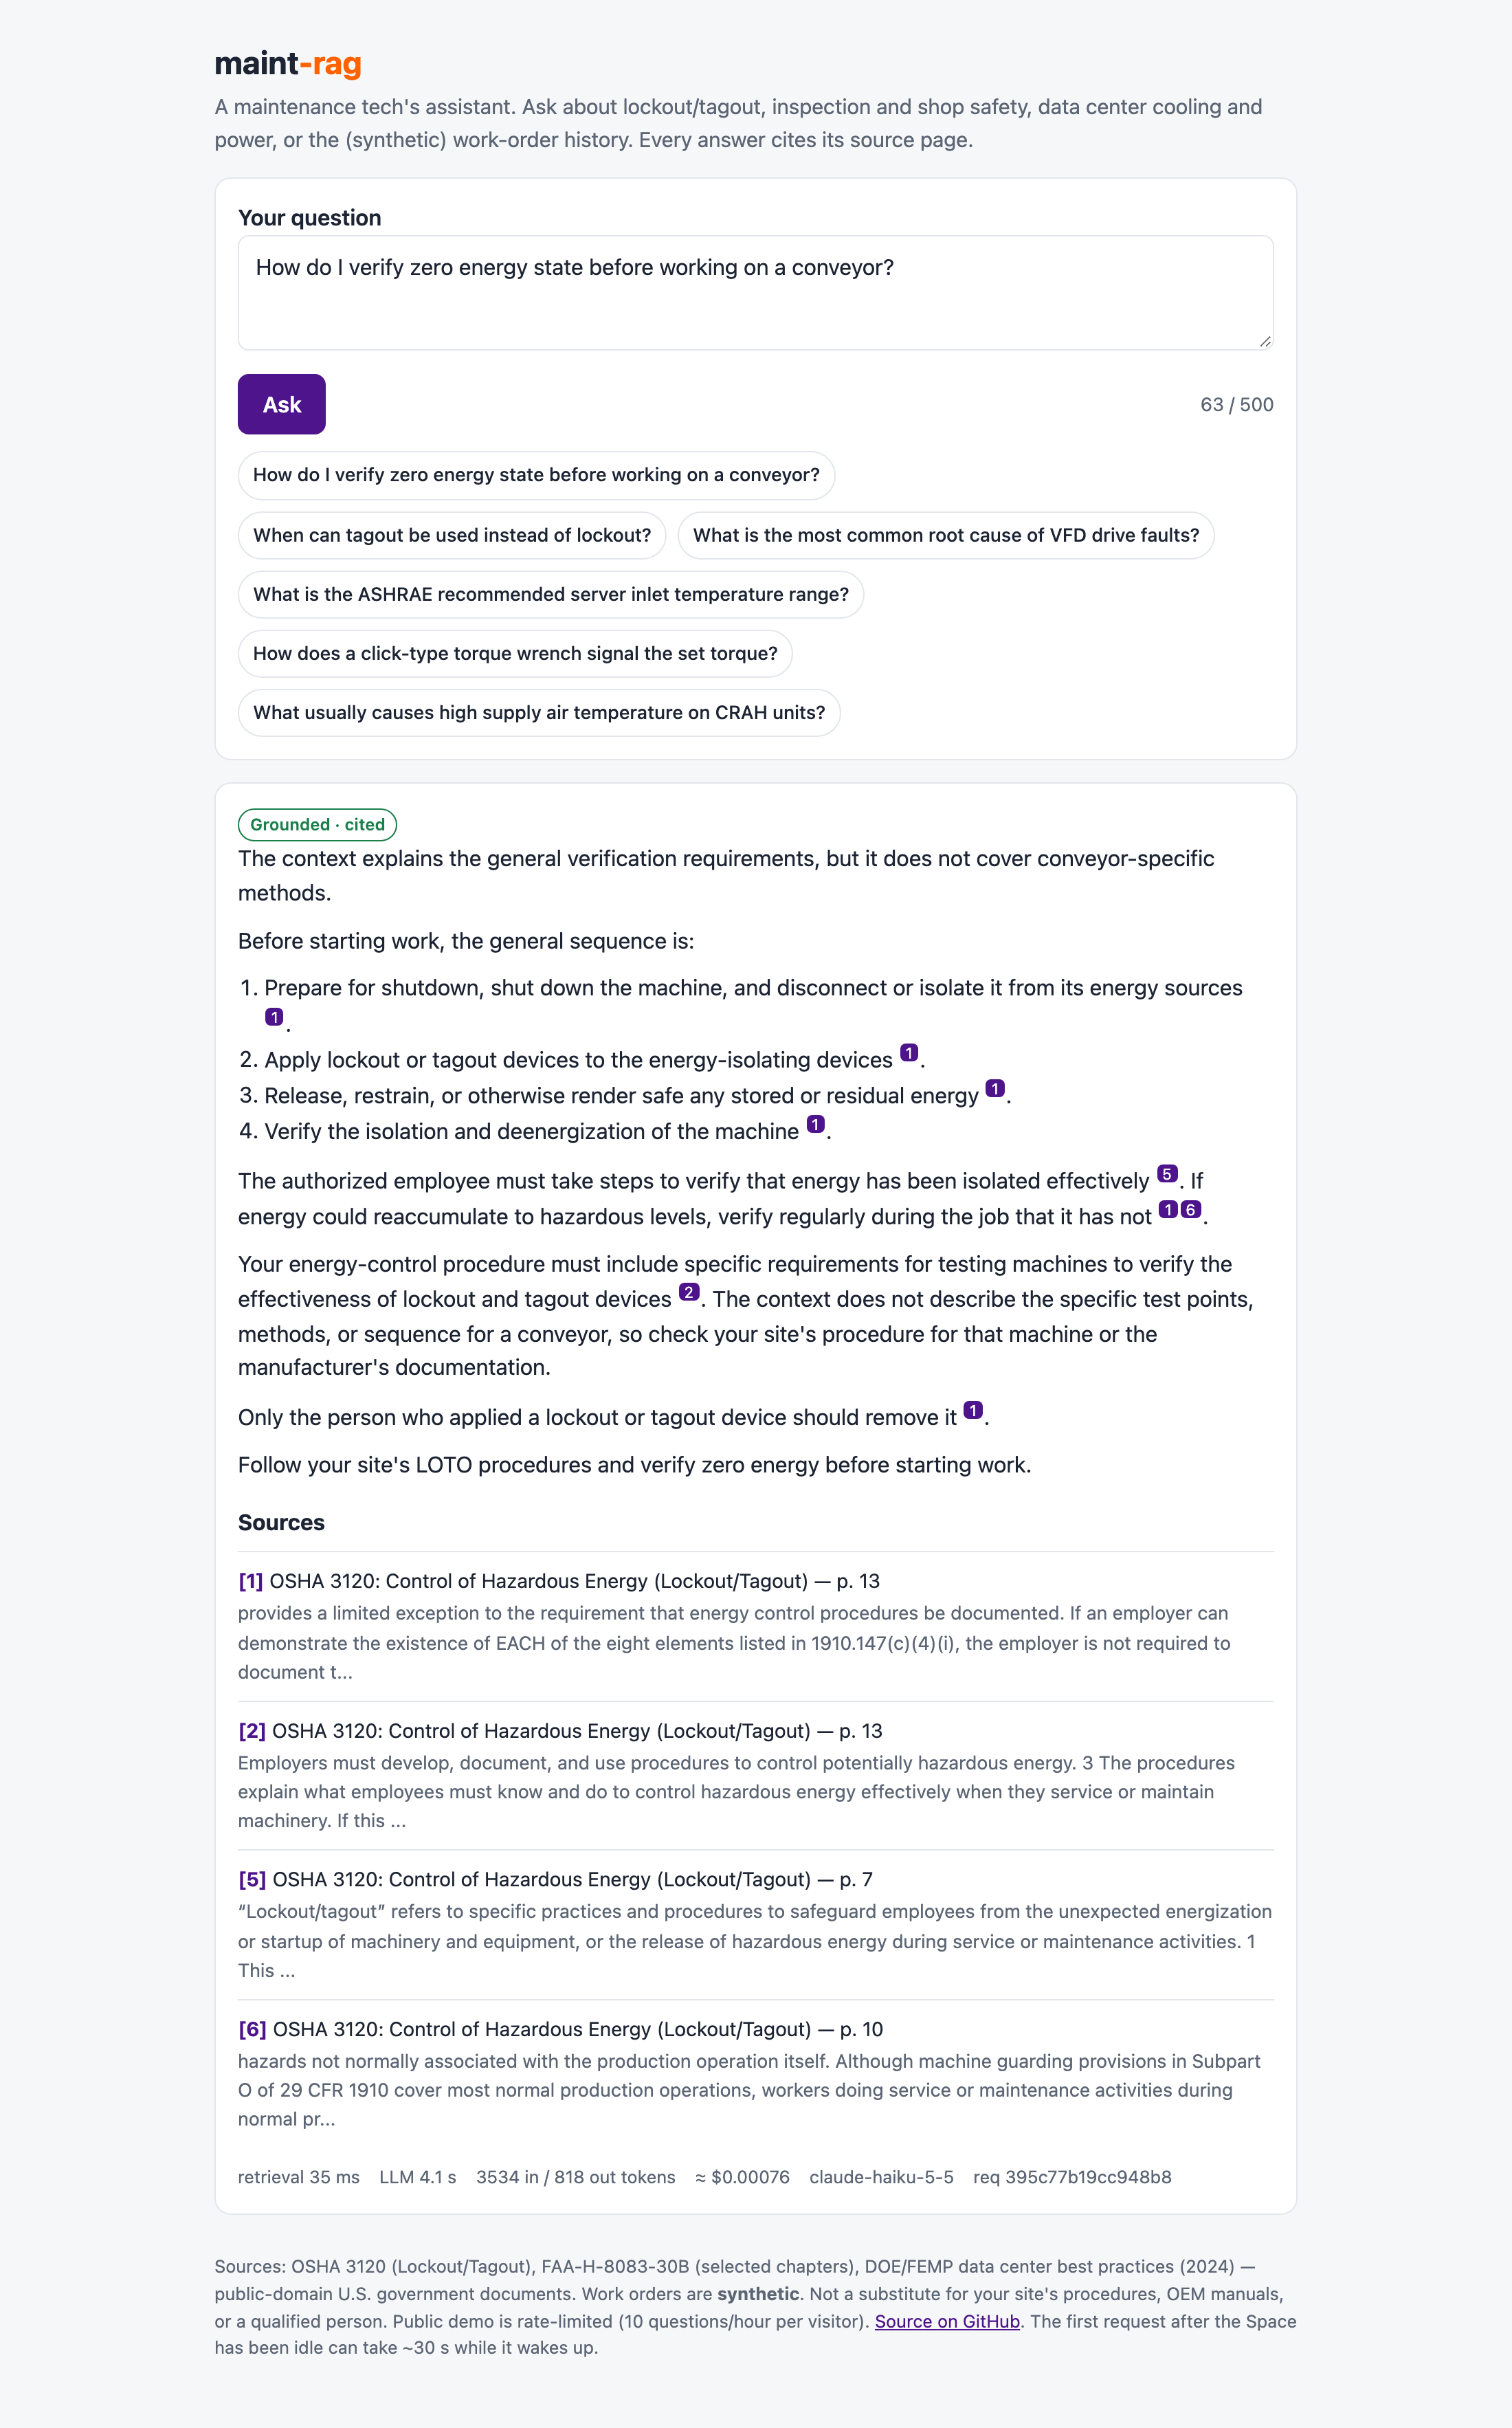 maint-rag
A maintenance tech's assistant. Ask about lockout/tagout, inspection and shop safety, data center cooling and
power, or the (synthetic) work-order history. Every answer cites its source page.
Your question
How do I verify zero energy state before working on a conveyor?
Ask
63 / 500
How do I verify zero energy state before working on a conveyor?
When can tagout be used instead of lockout?
What is the most common root cause of VFD drive faults?
What is the ASHRAE recommended server inlet temperature range?
How does a click-type torque wrench signal the set torque?
What usually causes high supply air temperature on CRAH units?
Grounded · cited
The context explains the general verification requirements, but it does not cover conveyor-specific
methods.
Before starting work, the general sequence is:
1. Prepare for shutdown, shut down the machine, and disconnect or isolate it from its energy sources
1.
2. Apply lockout or tagout devices to the energy-isolating devices 1.
3. Release, restrain, or otherwise render safe any stored or residual energy 1.
4. Verify the isolation and deenergization of the machine 1.
The authorized employee must take steps to verify that energy has been isolated effectively 5. If
energy could reaccumulate to hazardous levels, verify regularly during the job that it has not 1 6.
Your energy-control procedure must include specific requirements for testing machines to verify the
effectiveness of lockout and tagout devices 2. The context does not describe the specific test points,
methods, or sequence for a conveyor, so check your site's procedure for that machine or the
manufacturer's documentation.
Only the person who applied a lockout or tagout device should remove it 1.
Follow your site's LOTO procedures and verify zero energy before starting work.
Sources
[1] OSHA 3120: Control of Hazardous Energy (Lockout/Tagout) — p. 13
provides a limited exception to the requirement that energy control procedures be documented. If an employer can
demonstrate the existence of EACH of the eight elements listed in 1910.147(c)(4)(i), the employer is not required to
document t...
[2] OSHA 3120: Control of Hazardous Energy (Lockout/Tagout) — p. 13
Employers must develop, document, and use procedures to control potentially hazardous energy. 3 The procedures
explain what employees must know and do to control hazardous energy effectively when they service or maintain
machinery. If this ...
[5] OSHA 3120: Control of Hazardous Energy (Lockout/Tagout) — p. 7
“Lockout/tagout” refers to specific practices and procedures to safeguard employees from the unexpected energization
or startup of machinery and equipment, or the release of hazardous energy during service or maintenance activities. 1
This ...
[6] OSHA 3120: Control of Hazardous Energy (Lockout/Tagout) — p. 10
hazards not normally associated with the production operation itself. Although machine guarding provisions in Subpart
O of 29 CFR 1910 cover most normal production operations, workers doing service or maintenance activities during
normal pr...
retrieval 35 ms LLM 4.1 s 3534 in / 818 out tokens ≈ $0.00076 claude-haiku-5-5 req 395c77b19cc948b8
Sources: OSHA 3120 (Lockout/Tagout), FAA-H-8083-30B (selected chapters), DOE/FEMP data center best practices (2024) —
public-domain U.S. government documents. Work orders are synthetic. Not a substitute for your site's procedures, OEM manuals,
or a qualified person. Public demo is rate-limited (10 questions/hour per visitor). Source on GitHub. The first request after the Space
has been idle can take ~30 s while it wakes up.